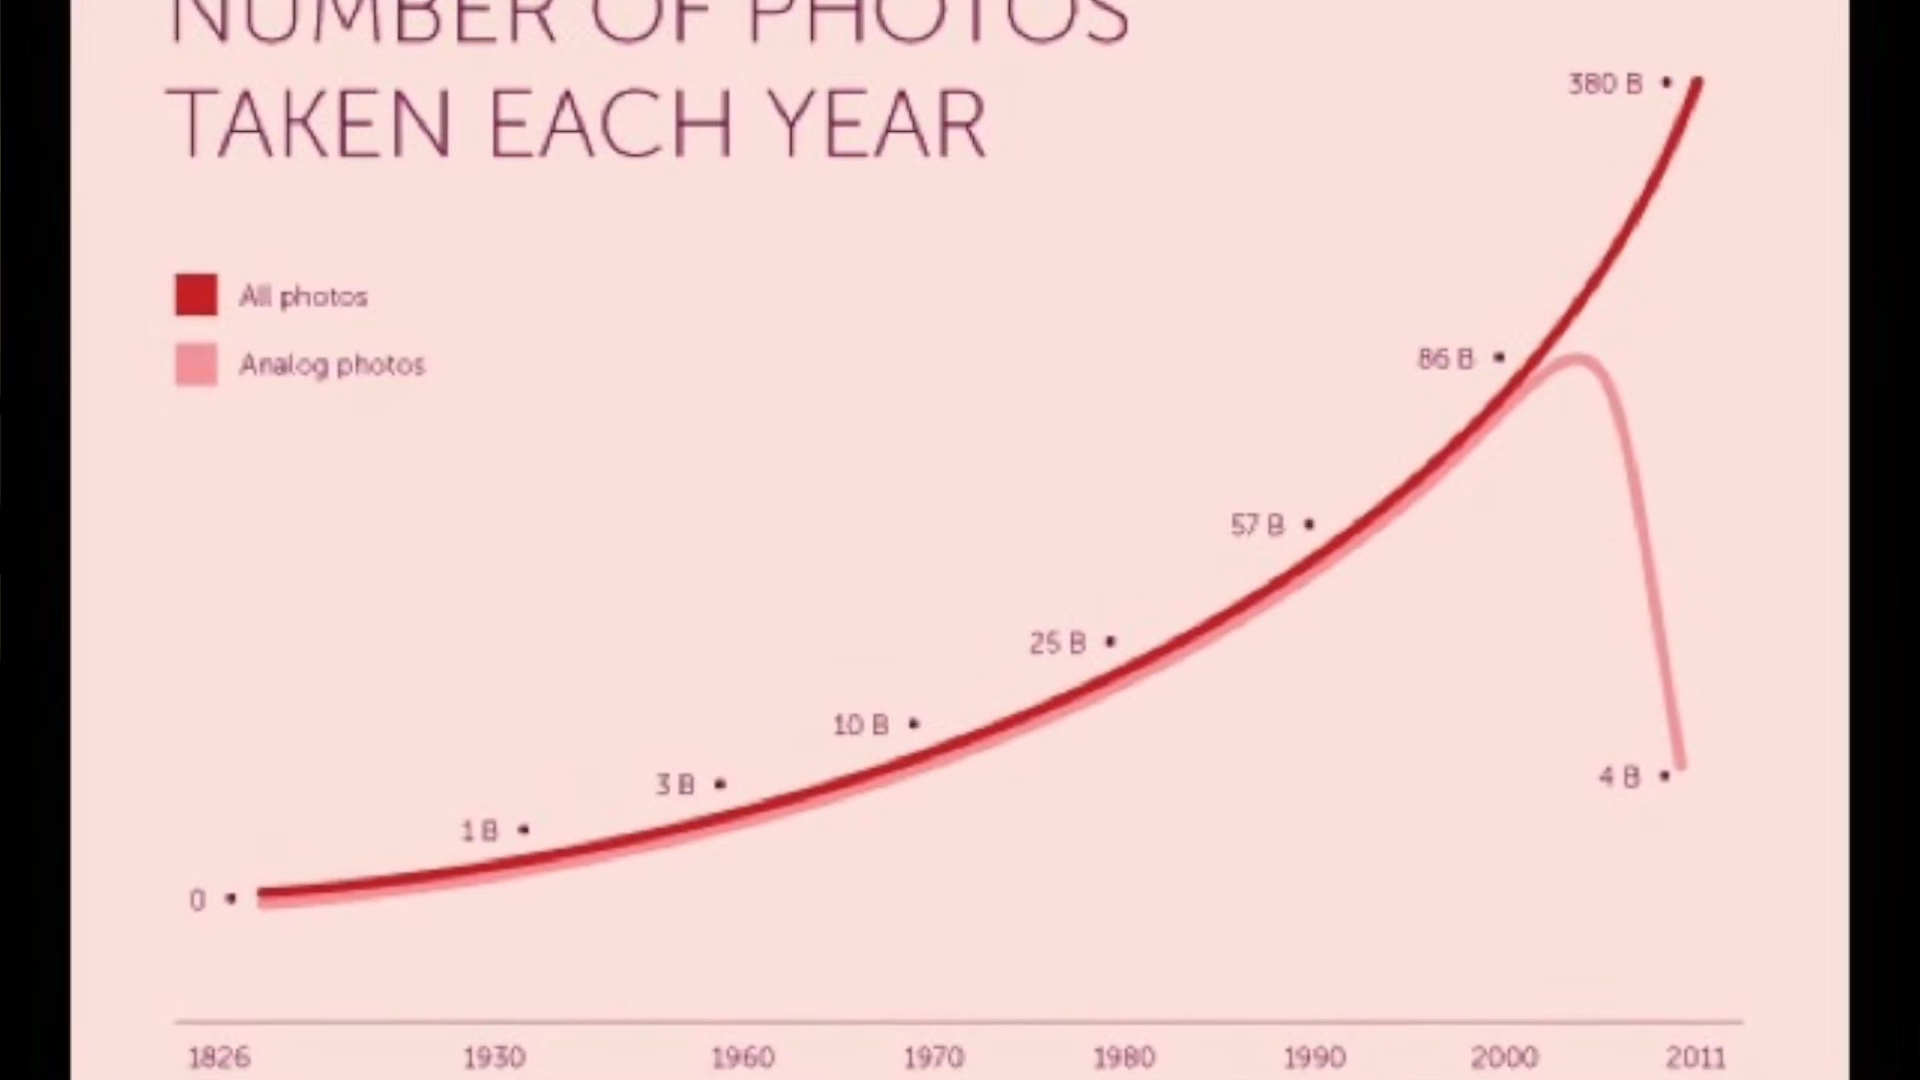 NUMBER OF PHOTOS
TAKEN EACH YEAR
All photos
Analog photos
380 B
86 B
57 B
25 B
10 B
3 B
1 B
0
4 B
1826 1930 1960 1970 1980 1990 2000 2011